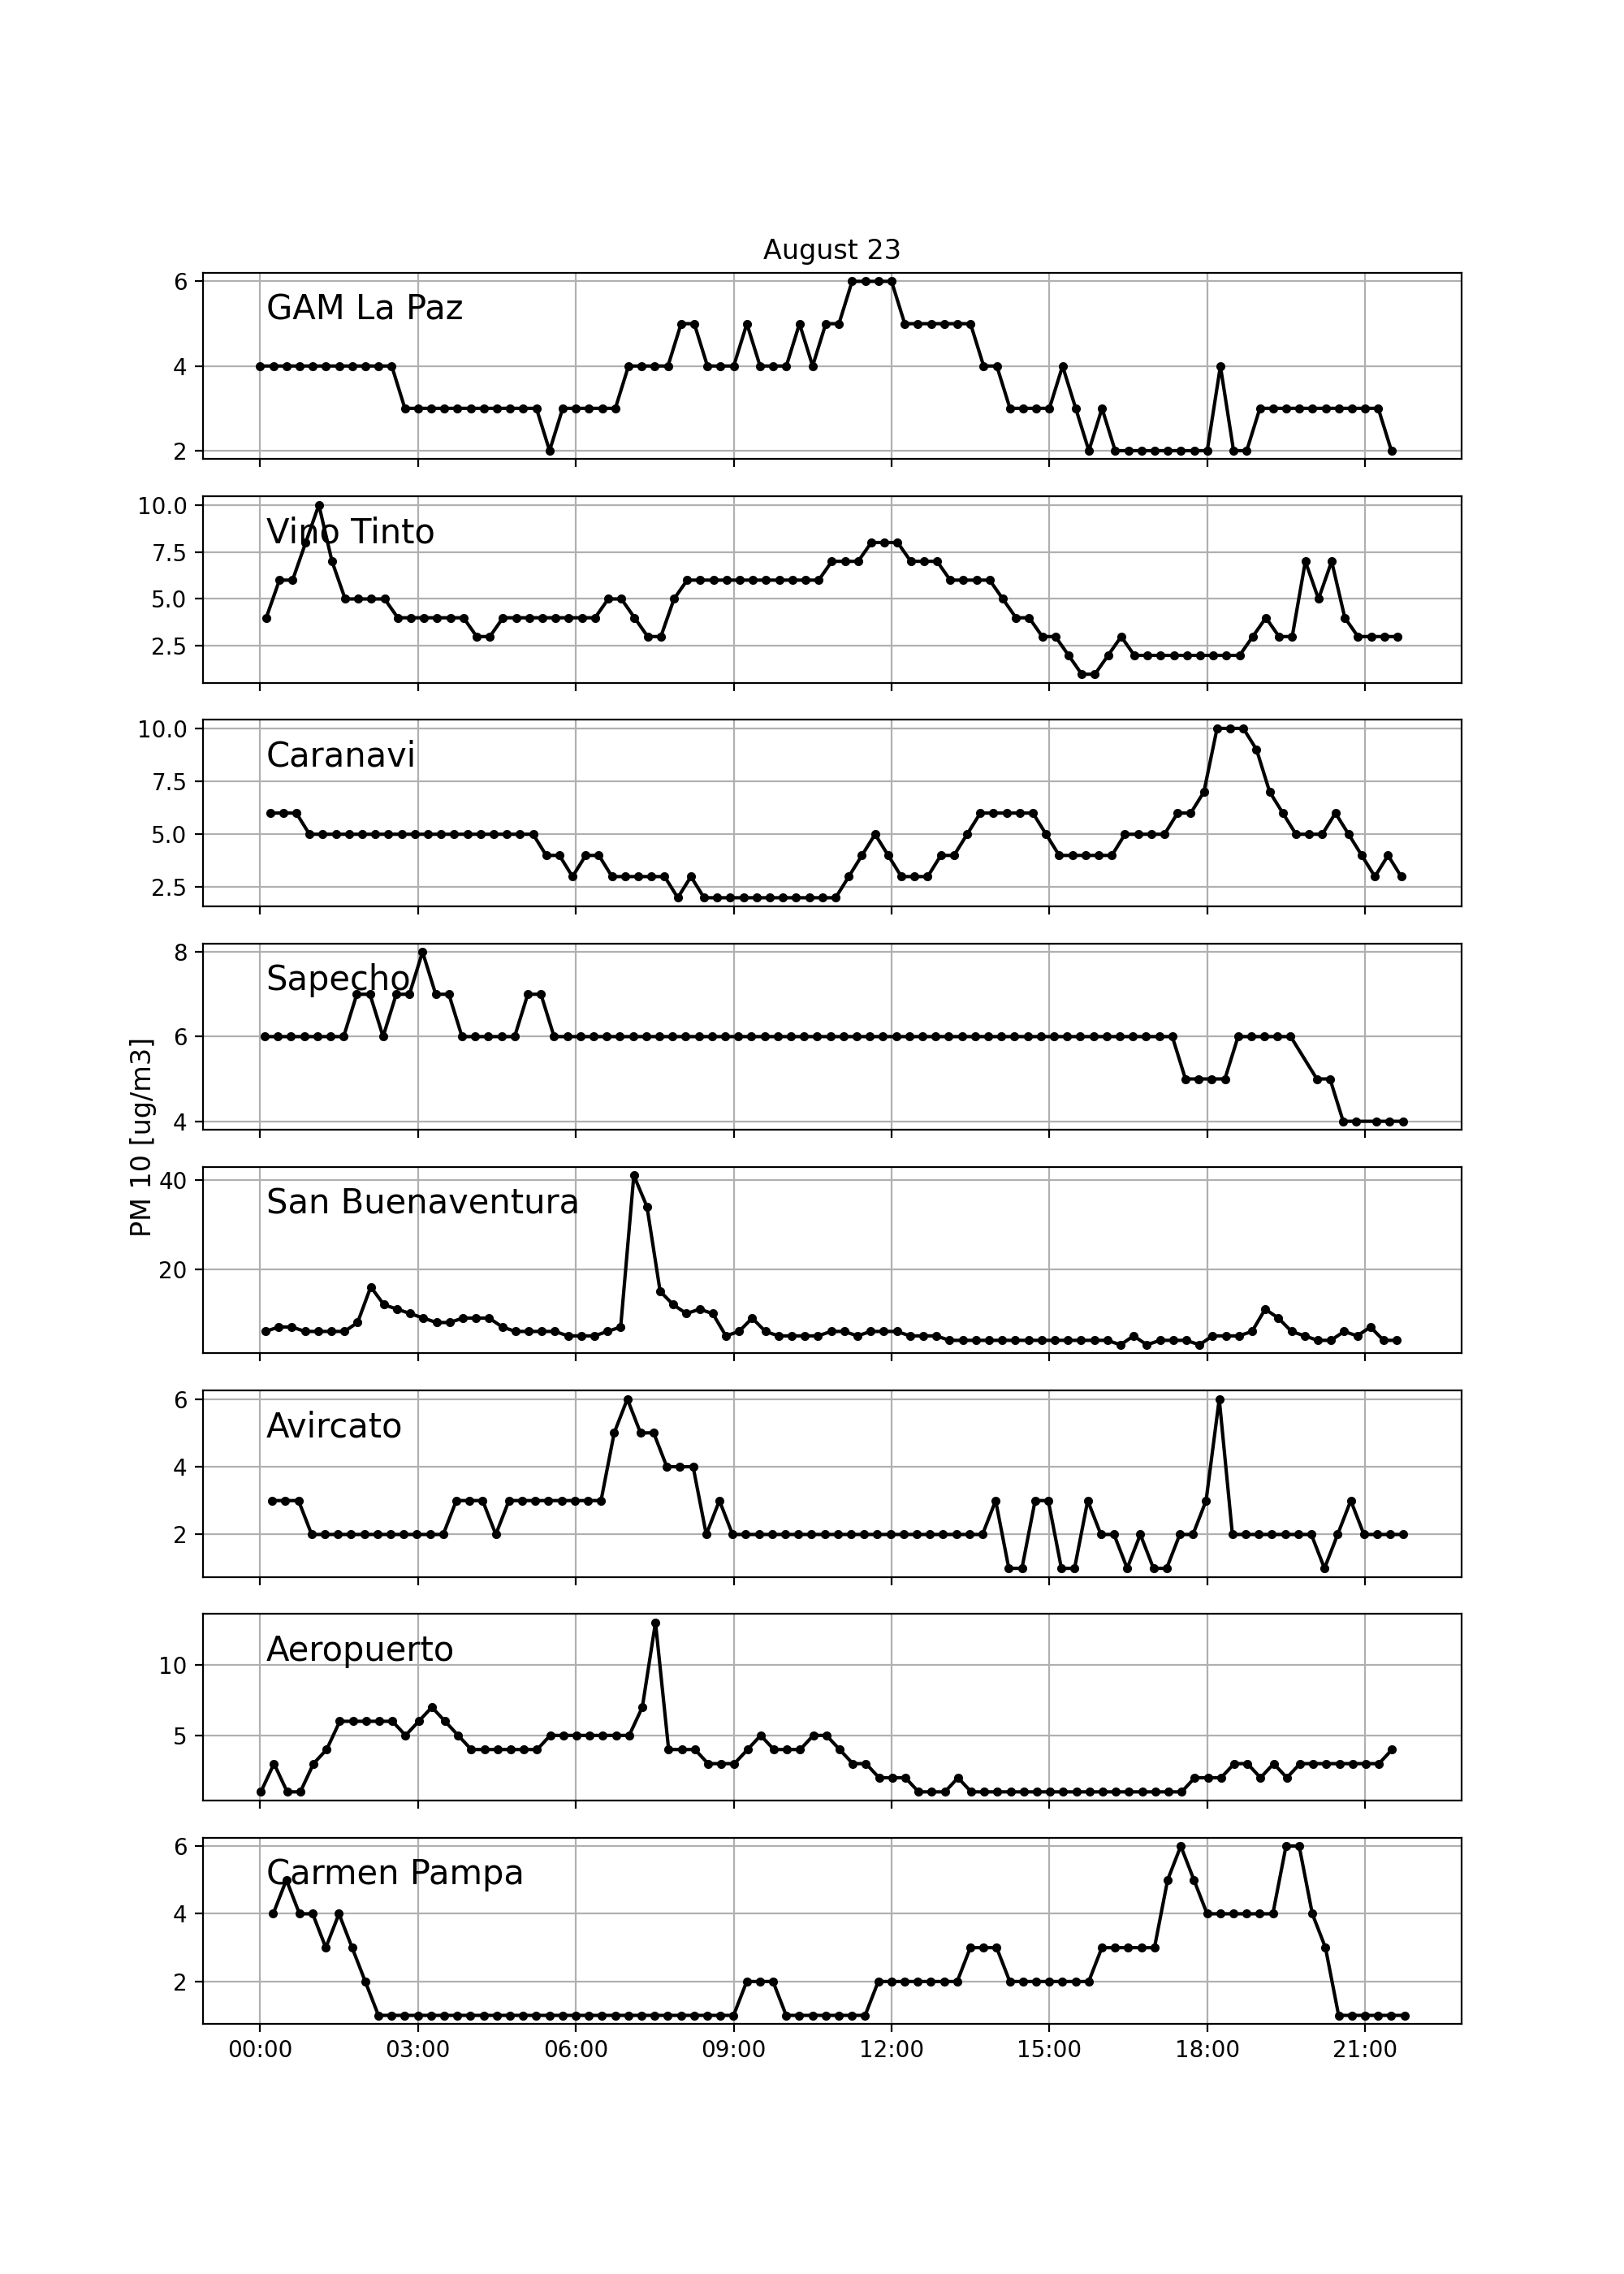 August 23
PM 10 [ug/m3]
GAM La Paz
6
4
2
Vino Tinto
10.0
7.5
5.0
2.5
Caranavi
10.0
7.5
5.0
2.5
Sapecho
8
6
4
San Buenaventura
40
20
Avircato
6
4
2
Aeropuerto
10
5
Carmen Pampa
6
4
2
00:00 03:00 06:00 09:00 12:00 15:00 18:00 21:00